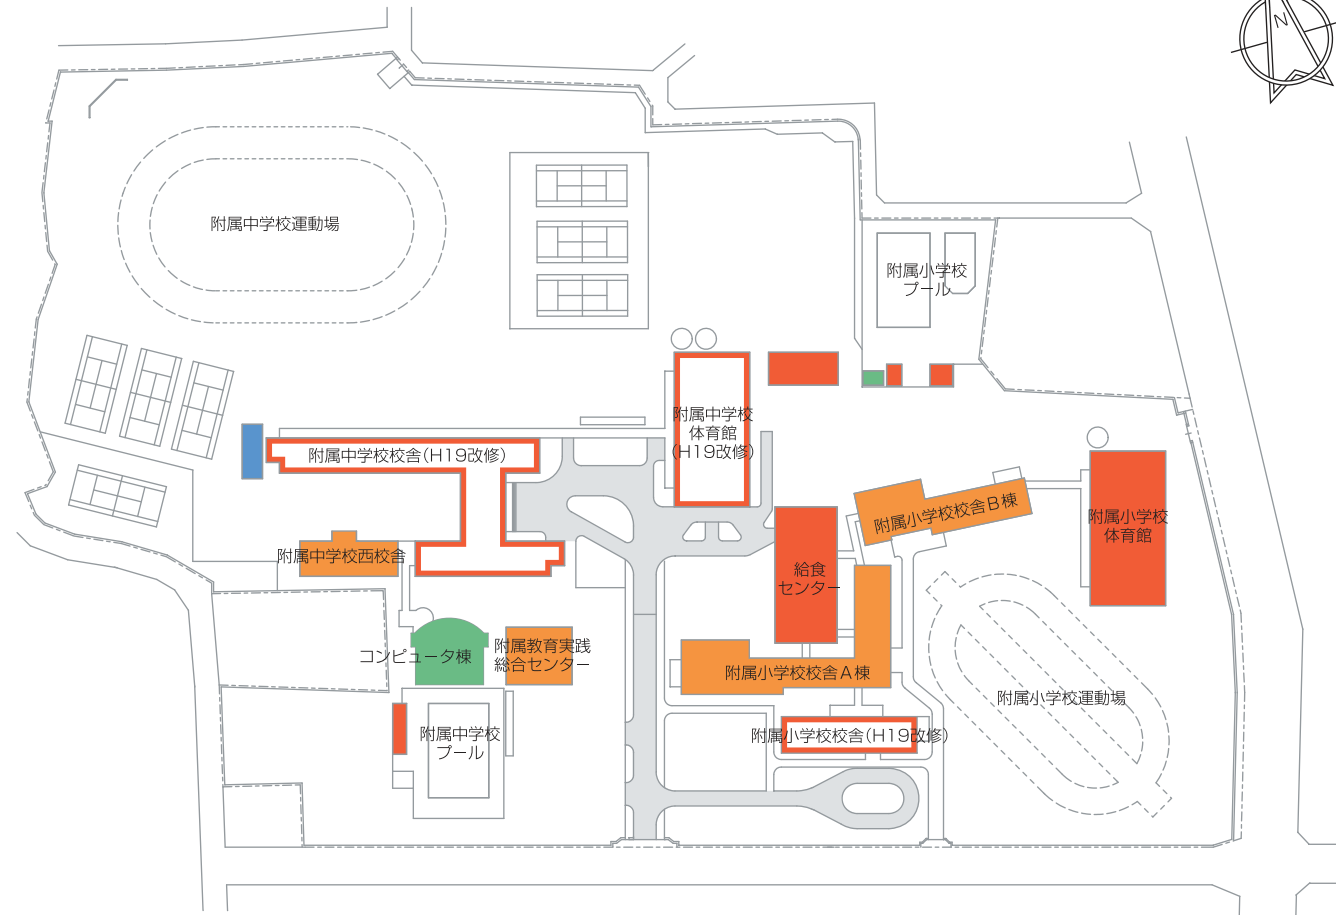 N
附属中学校運動場
附属小学校
プール
附属中学校
体育館
(H19改修)
附属中学校校舎(H19改修)
附属小学校校舎B棟
附属小学校
体育館
附属中学校西校舎
給食
センター
コンピュータ棟
附属教育実践
総合センター
附属小学校校舎A棟
附属小学校運動場
附属中学校
プール
附属小学校校舎(H19改修)